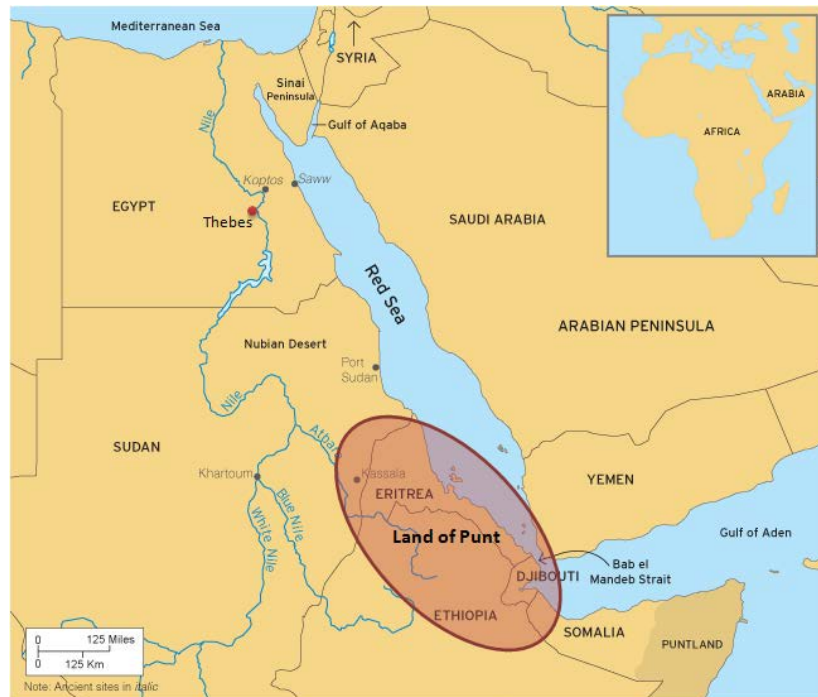 Mediterranean Sea
SYRIA
Sinai
Peninsula
Gulf of Aqaba
Nile
Koptos
Saww
EGYPT
Thebes
SAUDI ARABIA
ARABIA
AFRICA
Red Sea
ARABIAN PENINSULA
Nubian Desert
Port
Sudan
Nile
Atbara
SUDAN
Khartoum
Kassala
ERITREA
YEMEN
Blue Nile
White Nile
Land of Punt
Gulf of Aden
Bab el
Mandeb Strait
DJIBOUTI
ETHIOPIA
SOMALIA
PUNTLAND
0 125 Miles
0 125 Km
Note: Ancient sites in italic